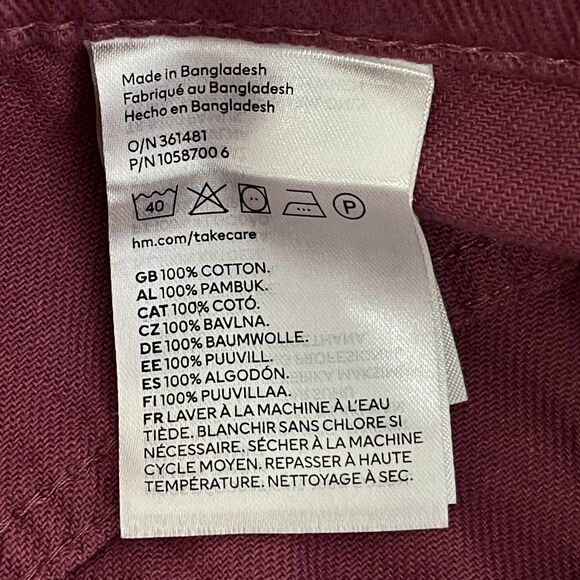 Made in Bangladesh
Fabriqué au Bangladesh
Hecho en Bangladesh
O/N 361481
P/N 1058700 6
40 P
hm.com/takecare
GB 100% COTTON.
AL 100% PAMBUK.
CAT 100% COTÓ.
CZ 100% BAVLNA.
DE 100% BAUMWOLLE.
EE 100% PUUVILL.
ES 100% ALGODÓN.
FI 100% PUUVILLAA.
FR LAVER À LA MACHINE À L'EAU
TIÈDE. BLANCHIR SANS CHLORE SI
NÉCESSAIRE. SÉCHER À LA MACHINE
CYCLE MOYEN. REPASSER À HAUTE
TEMPÉRATURE. NETTOYAGE À SEC.